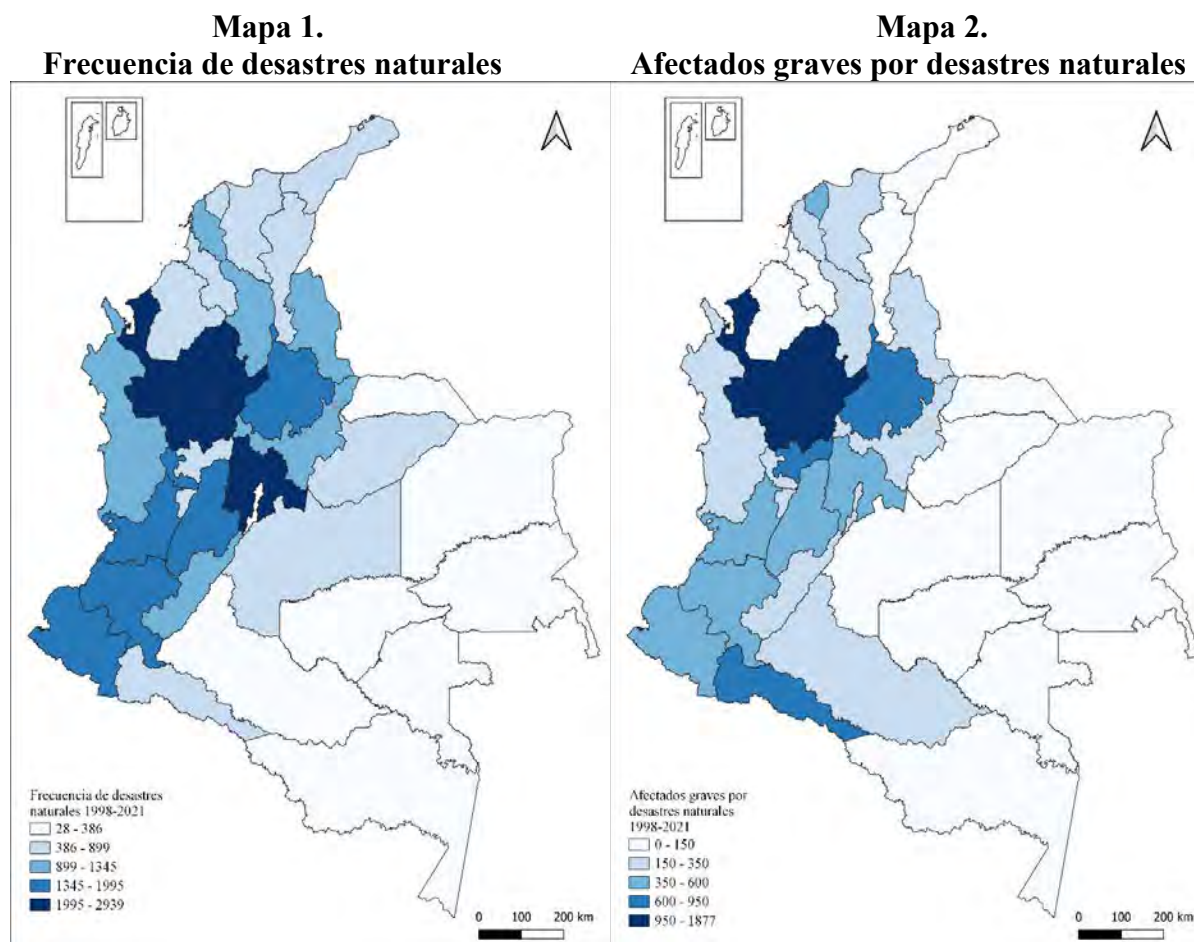 Mapa 1.
Frecuencia de desastres naturales
Mapa 2.
Afectados graves por desastres naturales
Frecuencia de desastres
naturales 1998-2021
28 - 386
386 - 899
899 - 1345
1345 - 1995
1995 - 2939
0 100 200 km
Afectados graves por
desastres naturales
1998-2021
0 - 150
150 - 350
350 - 600
600 - 950
950 - 1877
0 100 200 km